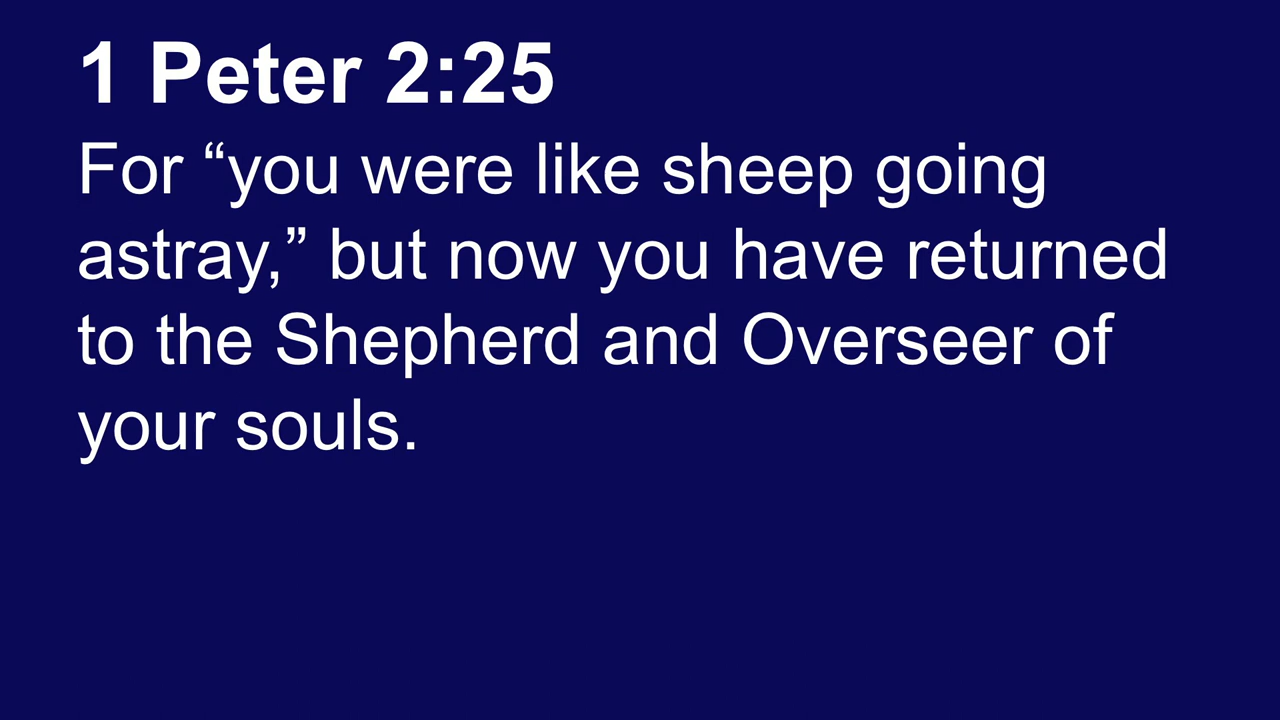 1 Peter 2:25
For “you were like sheep going
astray,” but now you have returned
to the Shepherd and Overseer of
your souls.